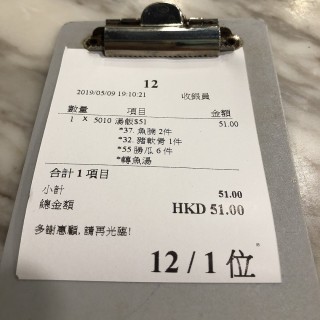 12
2019/05/09 19:10:21 收銀員
數量 項目 金額
1 X 5010 湯飯$51 51.00
*37. 魚腩 2件
*32. 豬軟骨 1件
*55 勝瓜 6 件
*轉魚湯
合計 1 項目
小計 51.00
總金額 HKD 51.00
多謝惠顧, 請再光臨!
12 / 1 位